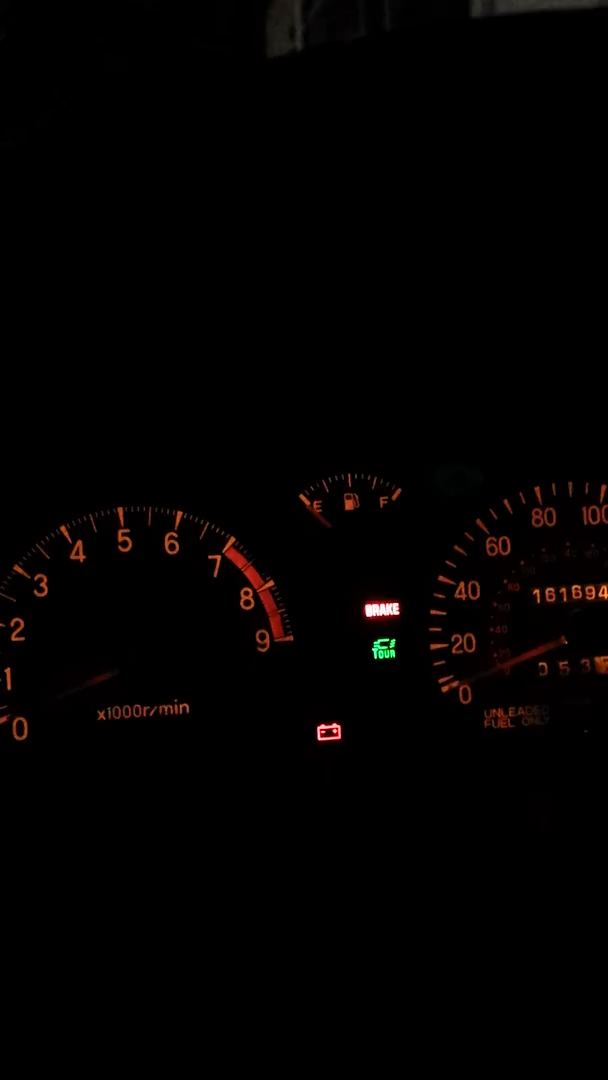 E F
0 1 2 3 4 5 6 7 8 9
x1000r/min
BRAKE
TOUR
0 20 40 60 80 100
161694
053
UNLEADED
FUEL ONLY